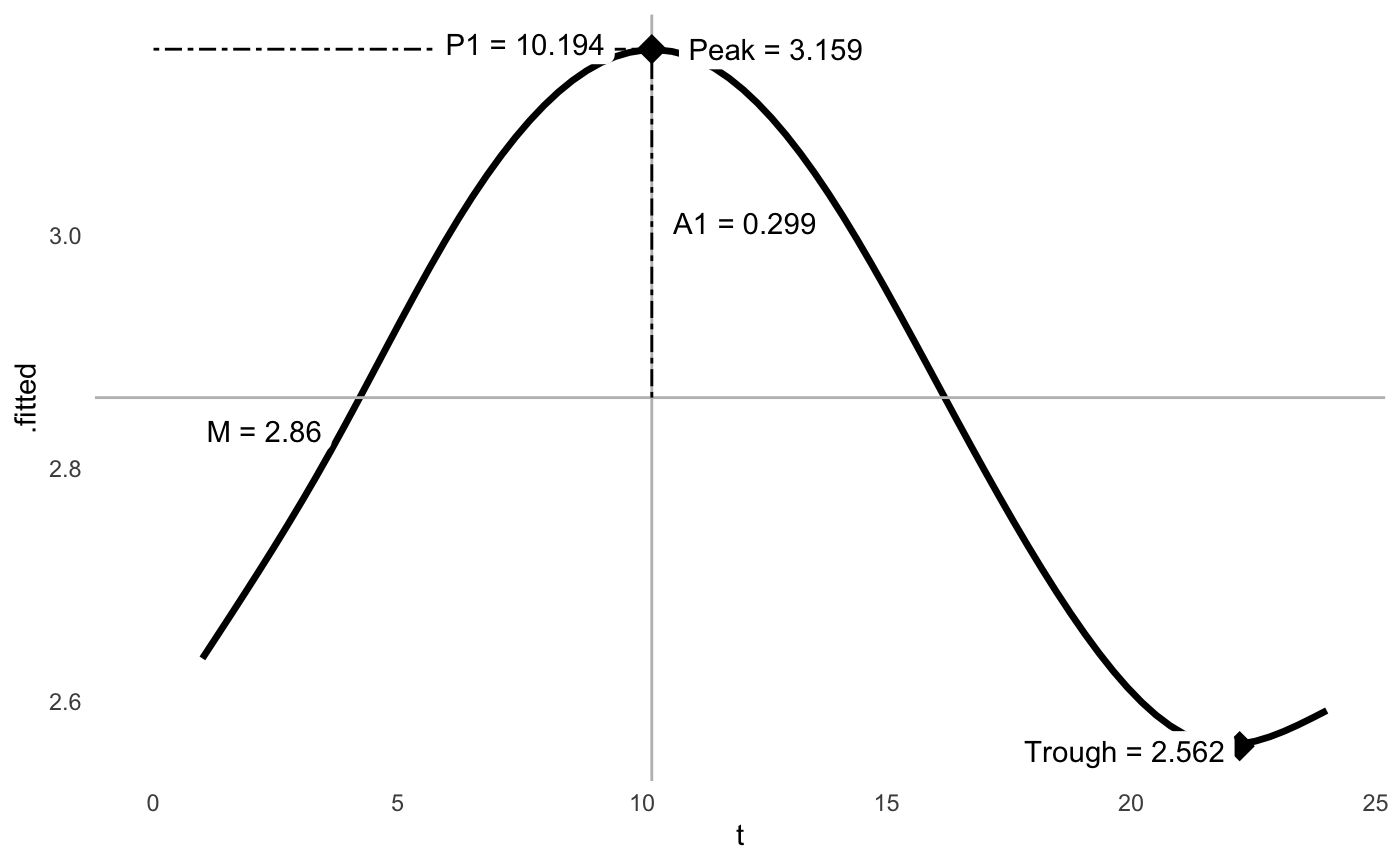 P1 = 10.194
Peak = 3.159
3.0
A1 = 0.299
.fitted
M = 2.86
2.8
2.6
Trough = 2.562
0
5
10
15
20
25
t